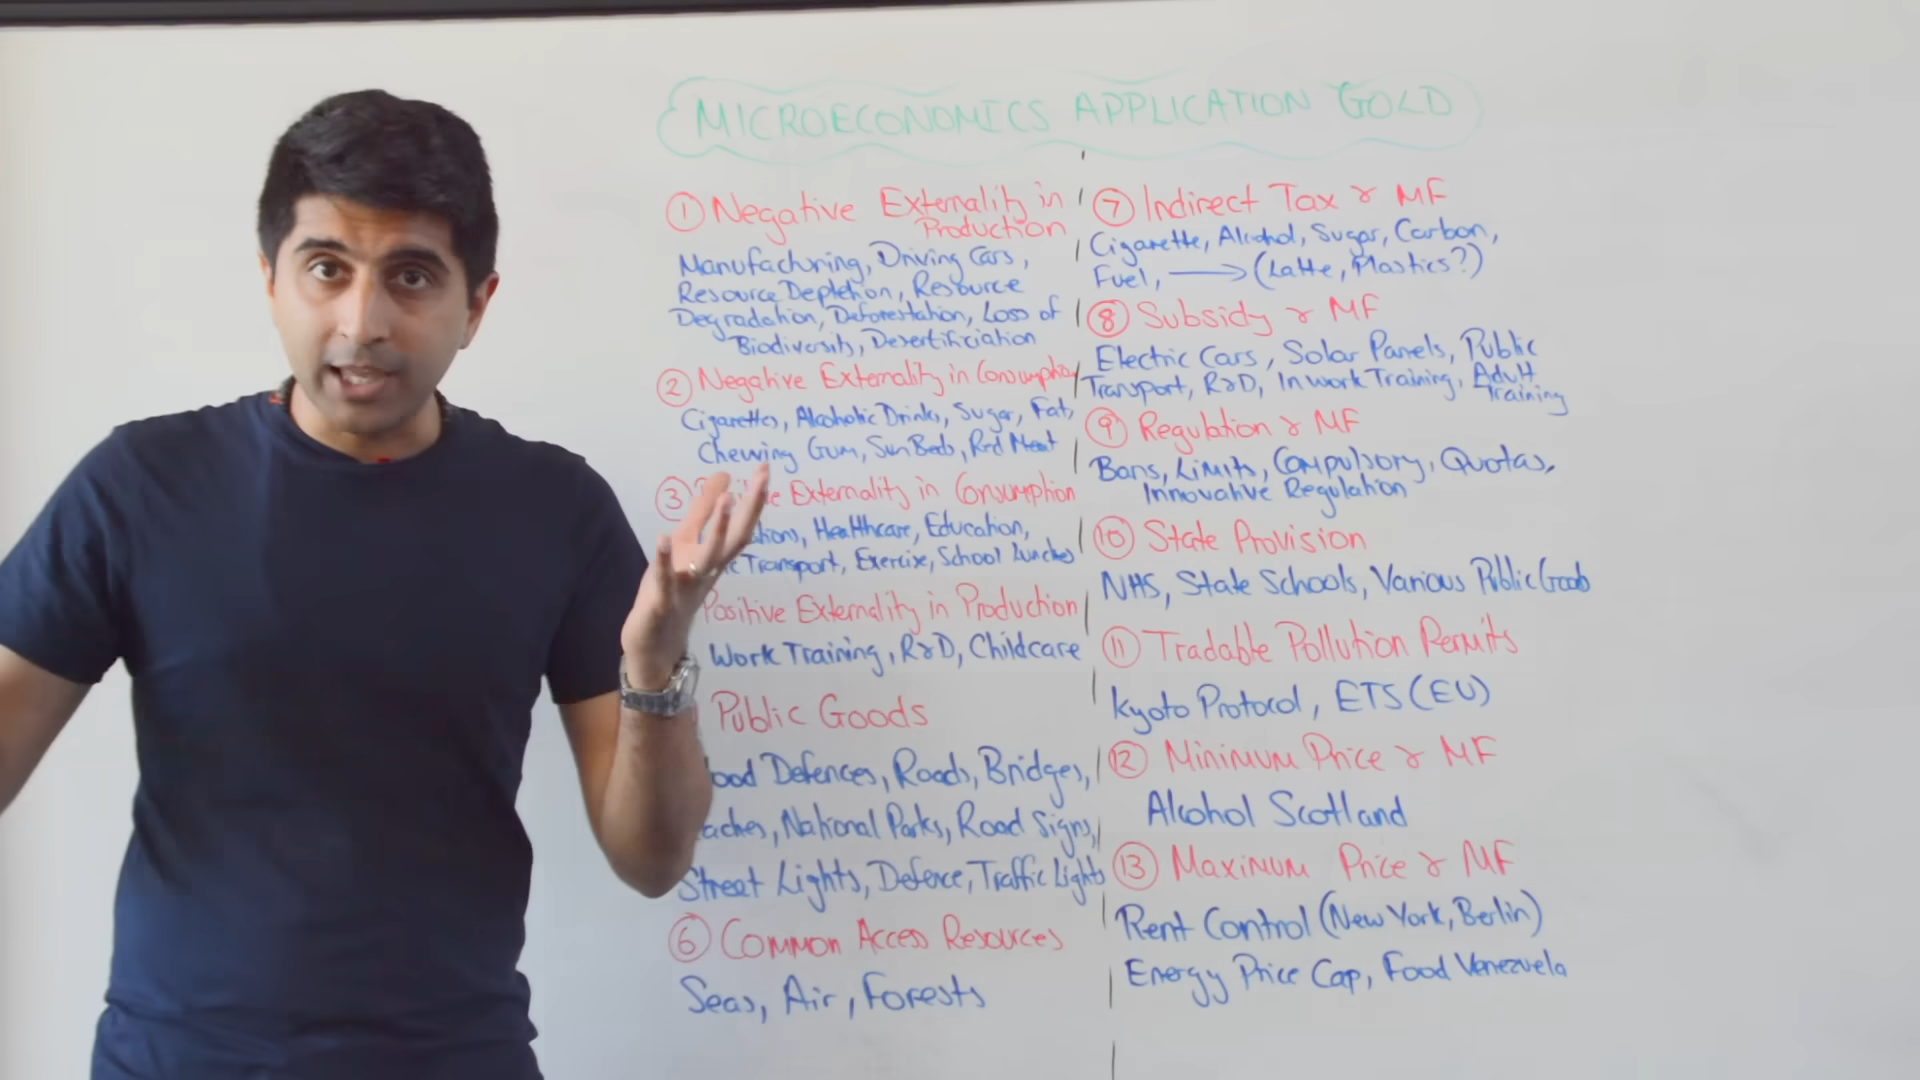 MICROECONOMICS APPLICATION GOLD
① Negative Externality in
Production
Manufacturing, Driving Cars,
Resource Depletion, Resource
Degradation, Deforestation, Loss of
Biodiversity, Desertificiation
② Negative Externality in Consumption
Cigarettes, Alcoholic Drinks, Sugar, Fat,
Chewing Gum, Sun Beds, Red Meat
③ Externality in Consumption
Healthcare, Education,
Transport, Exercise, School Lunches
Positive Externality in Production
Work Training, R&D, Childcare
Public Goods
Defences, Roads, Bridges,
National Parks, Road Signs,
Street Lights, Defence, Traffic Lights
⑥ Common Access Resources
Seas, Air, Forests
⑦ Indirect Tax & MF
Cigarette, Alcohol, Sugar, Carbon,
Fuel, → (Latte, Plastics?)
⑧ Subsidy & MF
Electric Cars, Solar Panels, Public
Transport, R&D, In work Training, Adult
Training
⑨ Regulation & MF
Bans, Limits, Compulsory, Quotas,
Innovative Regulation
⑩ State Provision
NHS, State Schools, Various Public Goods
⑪ Tradable Pollution Permits
Kyoto Protocol, ETS (EU)
⑫ Minimum Price & MF
Alcohol Scotland
⑬ Maximum Price & MF
Rent Control (New York, Berlin)
Energy Price Cap, Food Venezuela